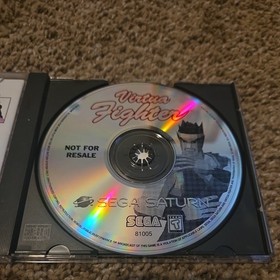 Virtua
Fighter
NOT FOR
RESALE
SEGA SATURN
SEGA
81005